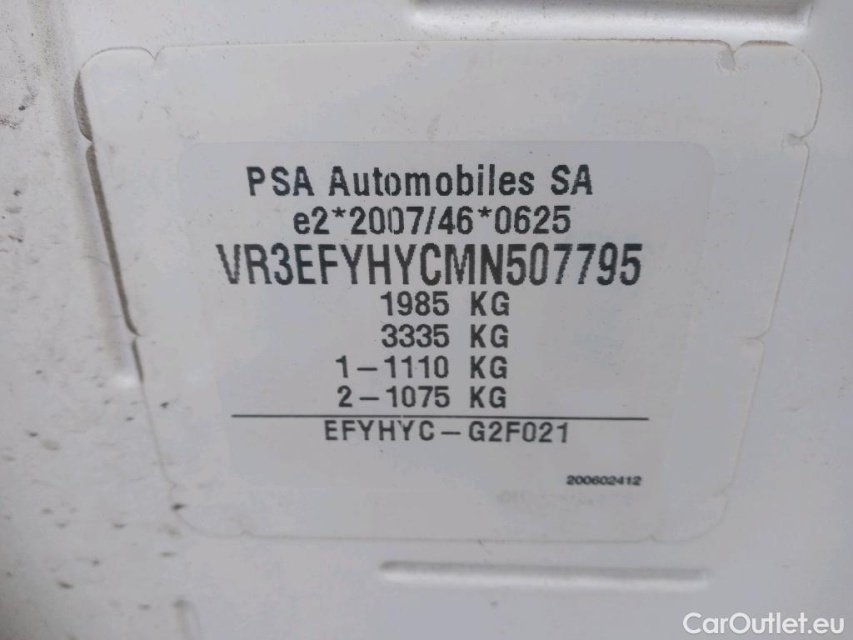 PSA Automobiles SA
e2*2007/46*0625
VR3EFYHYCMN507795
1985 KG
3335 KG
1-1110 KG
2-1075 KG
EFYHYC-G2F021
200602412
CarOutlet.eu